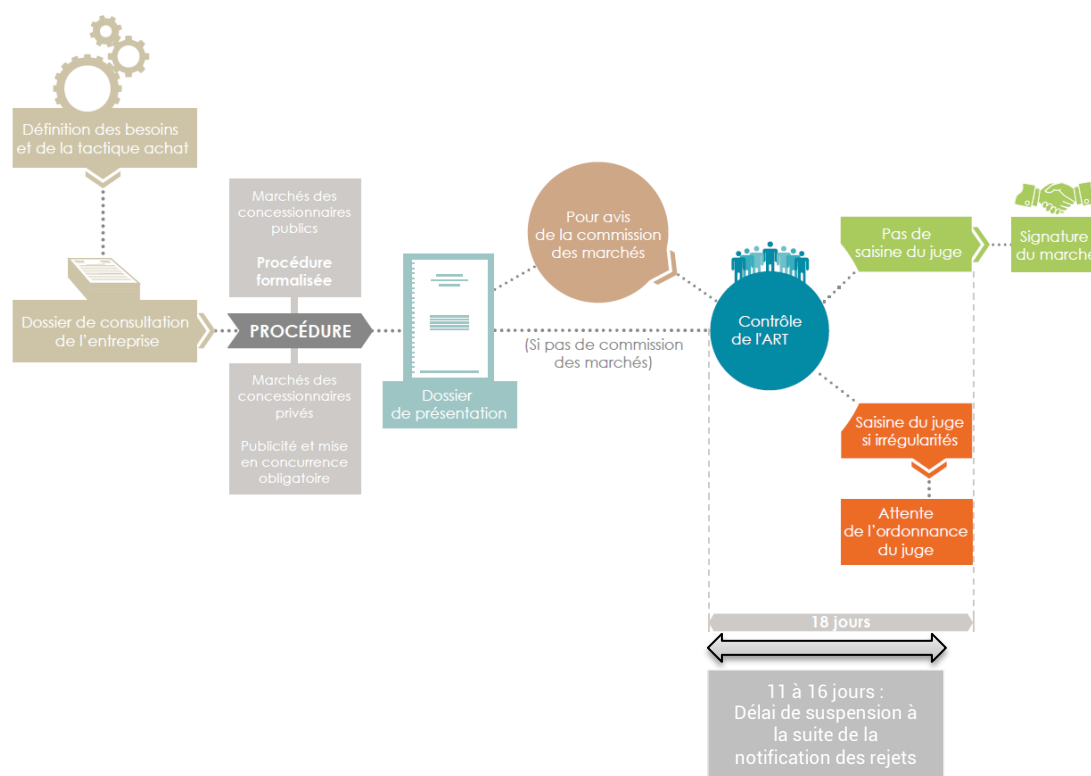 Définition des besoins
et de la tactique achat
Dossier de consultation
de l'entreprise
Marchés des
concessionnaires
publics
Procédure
formalisée
PROCÉDURE
Marchés des
concessionnaires
privés
Publicité et mise
en concurrence
obligatoire
Dossier
de présentation
Pour avis
de la commission
des marchés
(Si pas de commission
des marchés)
Contrôle
de l'ART
Pas de
saisine du juge
Signature
du marché
Saisine du juge
si irrégularités
Attente
de l'ordonnance
du juge
18 jours
11 à 16 jours :
Délai de suspension à
la suite de la
notification des rejets